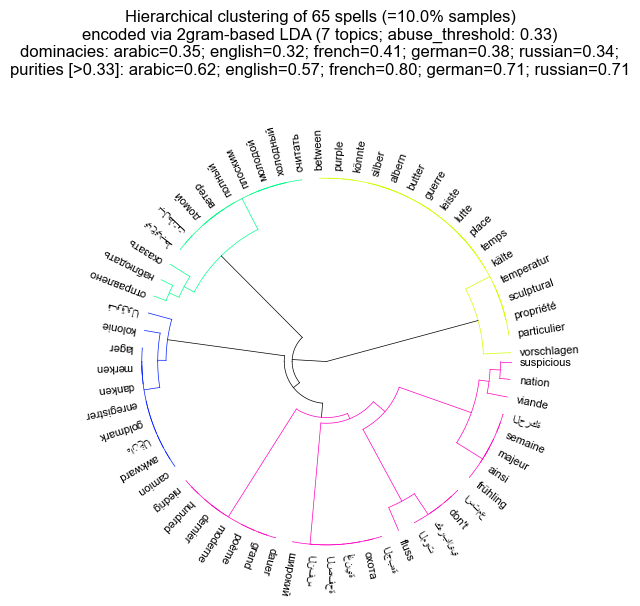 Hierarchical clustering of 65 spells (=10.0% samples)
encoded via 2gram-based LDA (7 topics; abuse_threshold: 0.33)
dominacies: arabic=0.35; english=0.32; french=0.41; german=0.38; russian=0.34;
purities [>0.33]: arabic=0.62; english=0.57; french=0.80; german=0.71; russian=0.71
between
purple
könnte
silber
albern
butter
guerre
leiste
lutte
place
temps
kälte
temperatur
sculptural
propriété
particulier
vorschlagen
suspicious
nation
viande
semaine
majeur
ainsi
frühling
don't
fluss
охота
широкий
dauer
grand
poème
moderne
dernier
hundred
niedrig
camion
awkward
goldmark
enregistrer
danken
merken
lager
kolonie
отправлено
наблюдать
сказать
домой
ветер
полный
плоским
молодой
холодный
считать